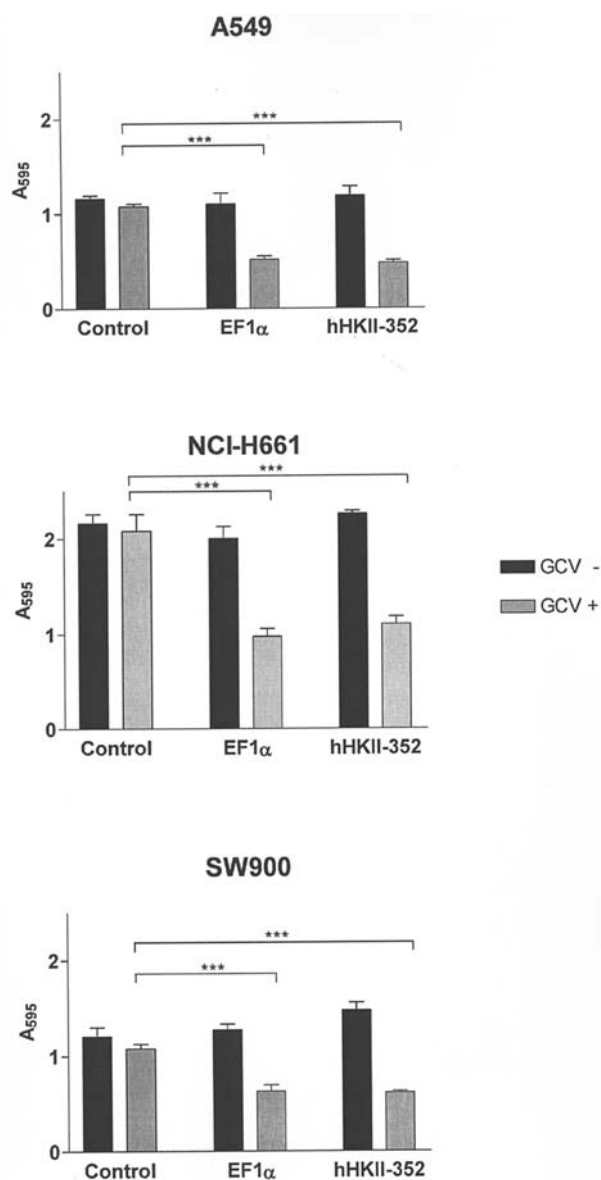 A549
***
***
2
1
0
A595
Control EF1α hHKII-352
NCI-H661
***
***
2
1
0
A595
Control EF1α hHKII-352
GCV -
GCV +
SW900
***
***
2
1
0
A595
Control EF1α hHKII-352